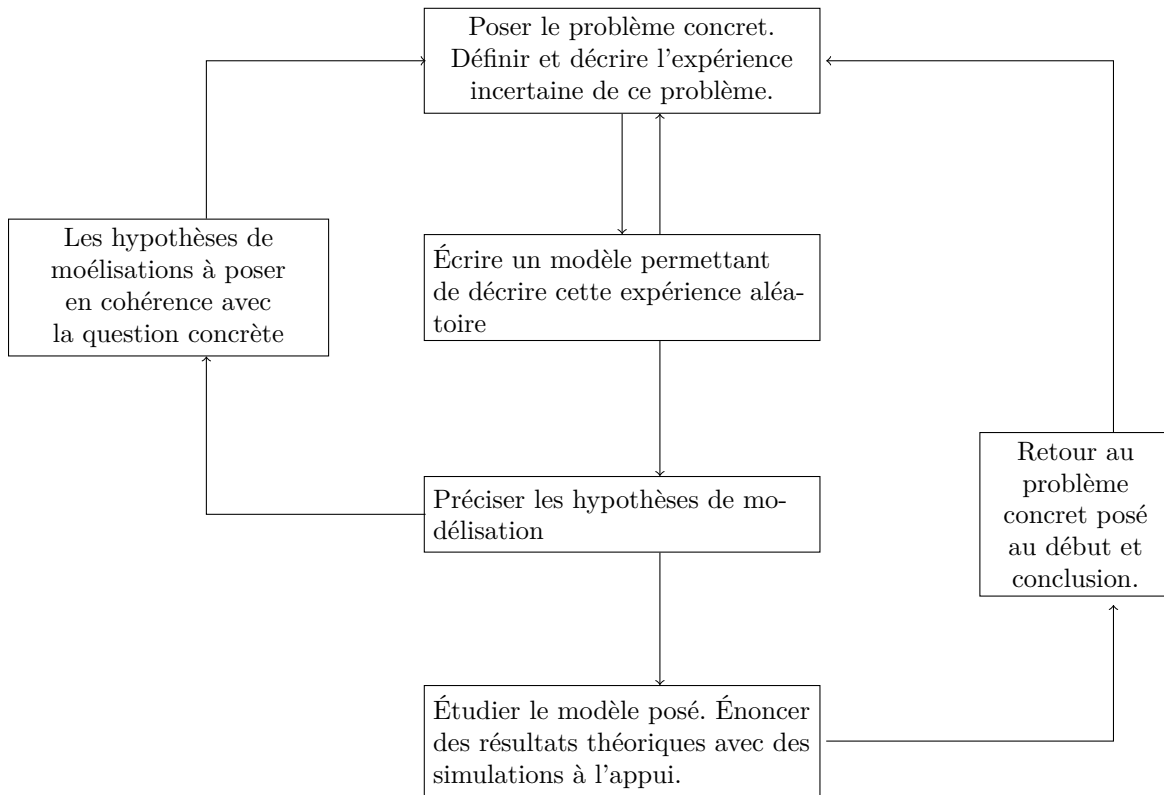 Poser le problème concret.
Définir et décrire l'expérience
incertaine de ce problème.
Les hypothèses de
moélisations à poser
en cohérence avec
la question concrète
Écrire un modèle permettant
de décrire cette expérience aléa-
toire
Préciser les hypothèses de mo-
délisation
Retour au
problème
concret posé
au début et
conclusion.
Étudier le modèle posé. Énoncer
des résultats théoriques avec des
simulations à l'appui.